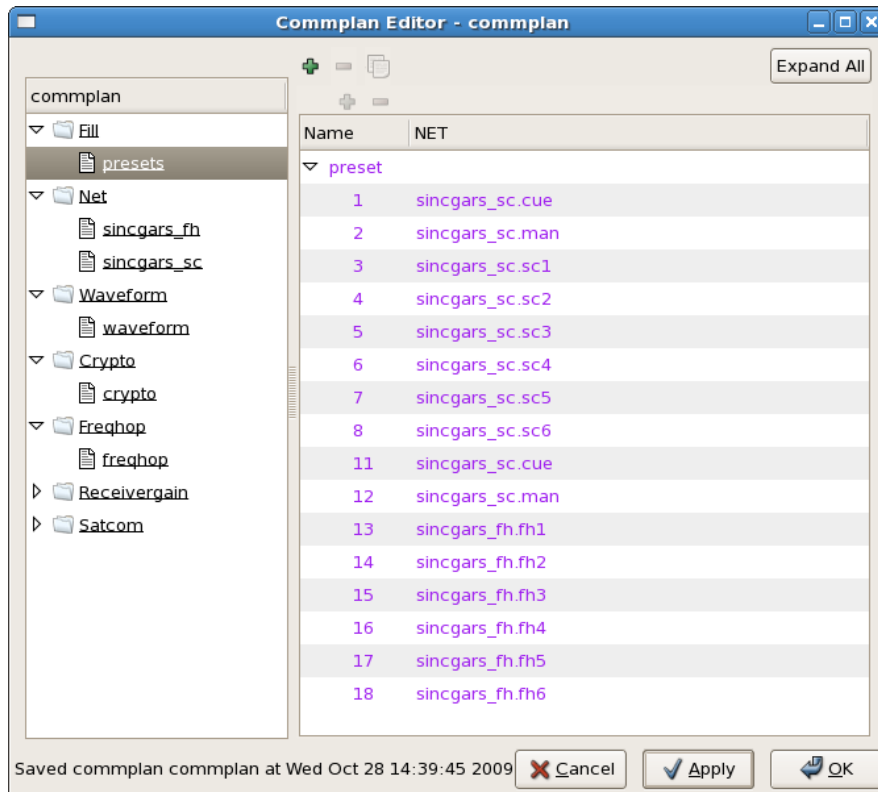 Commplan Editor - commplan
Expand All
commplan
Fill
presets
Net
sincgars_fh
sincgars_sc
Waveform
waveform
Crypto
crypto
Freqhop
freqhop
Receivergain
Satcom
Name NET
preset
1 sincgars_sc.cue
2 sincgars_sc.man
3 sincgars_sc.sc1
4 sincgars_sc.sc2
5 sincgars_sc.sc3
6 sincgars_sc.sc4
7 sincgars_sc.sc5
8 sincgars_sc.sc6
11 sincgars_sc.cue
12 sincgars_sc.man
13 sincgars_fh.fh1
14 sincgars_fh.fh2
15 sincgars_fh.fh3
16 sincgars_fh.fh4
17 sincgars_fh.fh5
18 sincgars_fh.fh6
Saved commplan commplan at Wed Oct 28 14:39:45 2009
Cancel
Apply
OK